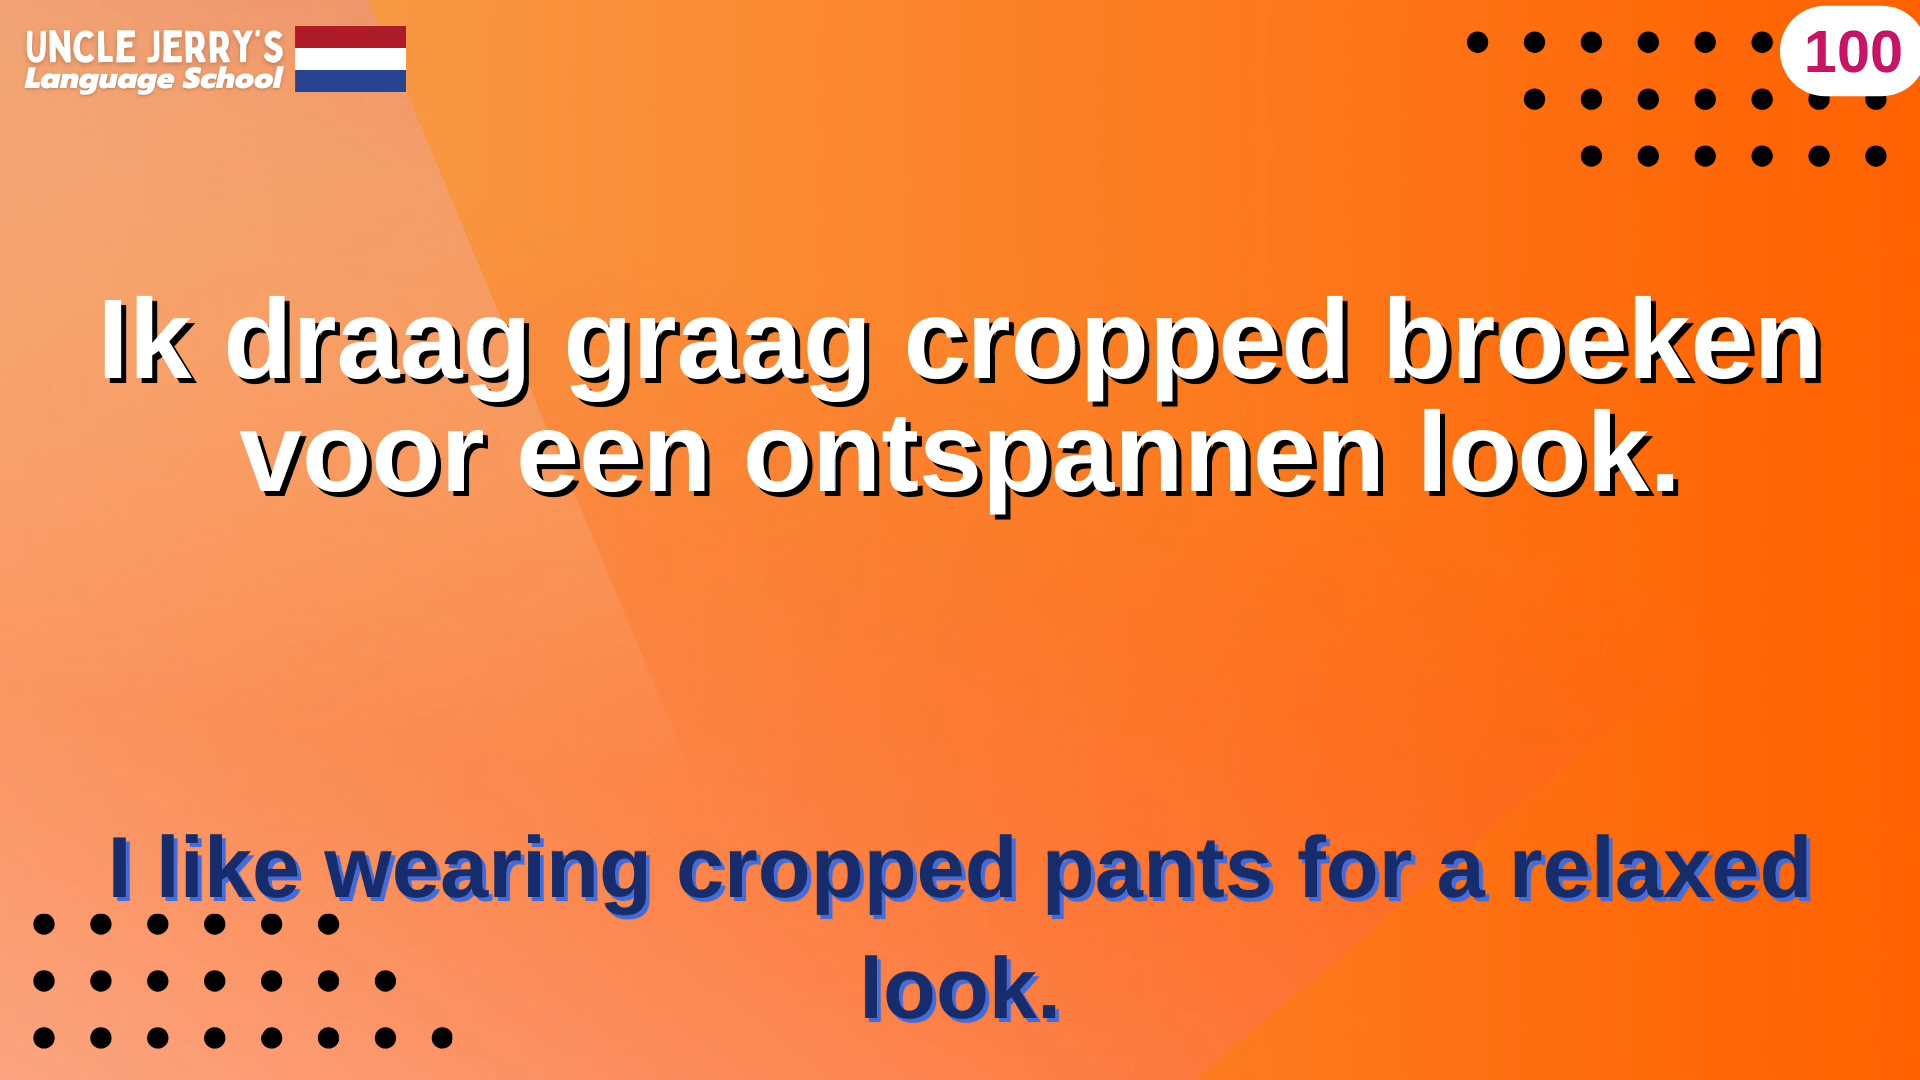 UNCLE JERRY'S
Language School
100
Ik draag graag cropped broeken
voor een ontspannen look.
I like wearing cropped pants for a relaxed
look.